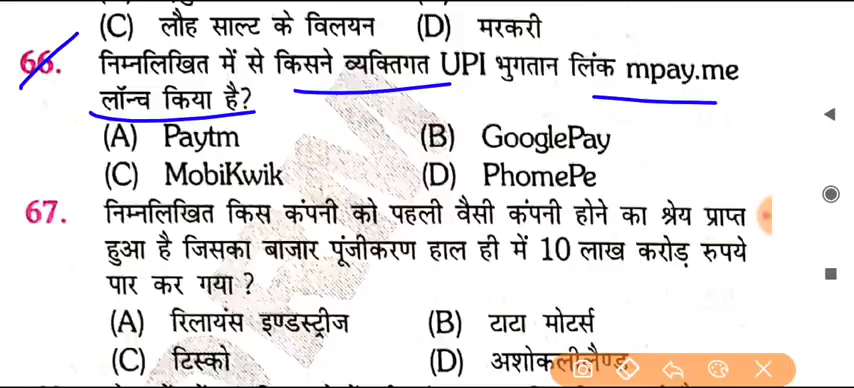 (C) लौह साल्ट के विलयन (D) मरकरी
66. निम्नलिखित में से किसने व्यक्तिगत UPI भुगतान लिंक mpay.me
लॉन्च किया है?
(A) Paytm (B) GooglePay
(C) MobiKwik (D) PhomePe
67. निम्नलिखित किस कंपनी को पहली वैसी कंपनी होने का श्रेय प्राप्त
हुआ है जिसका बाजार पूंजीकरण हाल ही में 10 लाख करोड़ रुपये
पार कर गया ?
(A) रिलायंस इण्डस्ट्रीज (B) टाटा मोटर्स
(C) टिस्को (D) अशोकलीलैण्ड